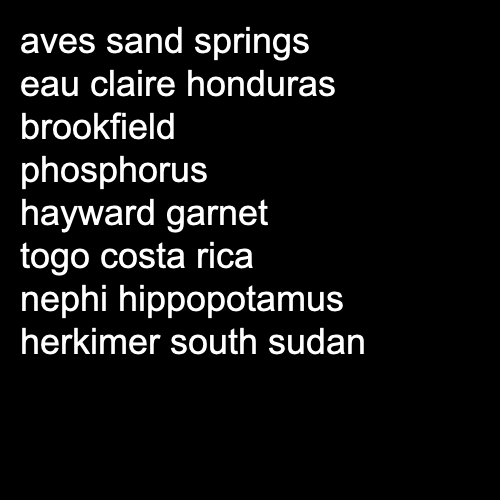 aves sand springs
eau claire honduras
brookfield
phosphorus
hayward garnet
togo costa rica
nephi hippopotamus
herkimer south sudan